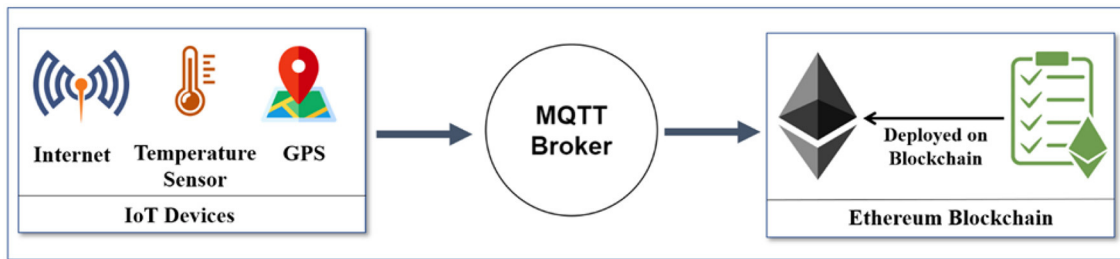 Internet
Temperature
Sensor
GPS
IoT Devices
MQTT
Broker
Deployed on
Blockchain
Ethereum Blockchain